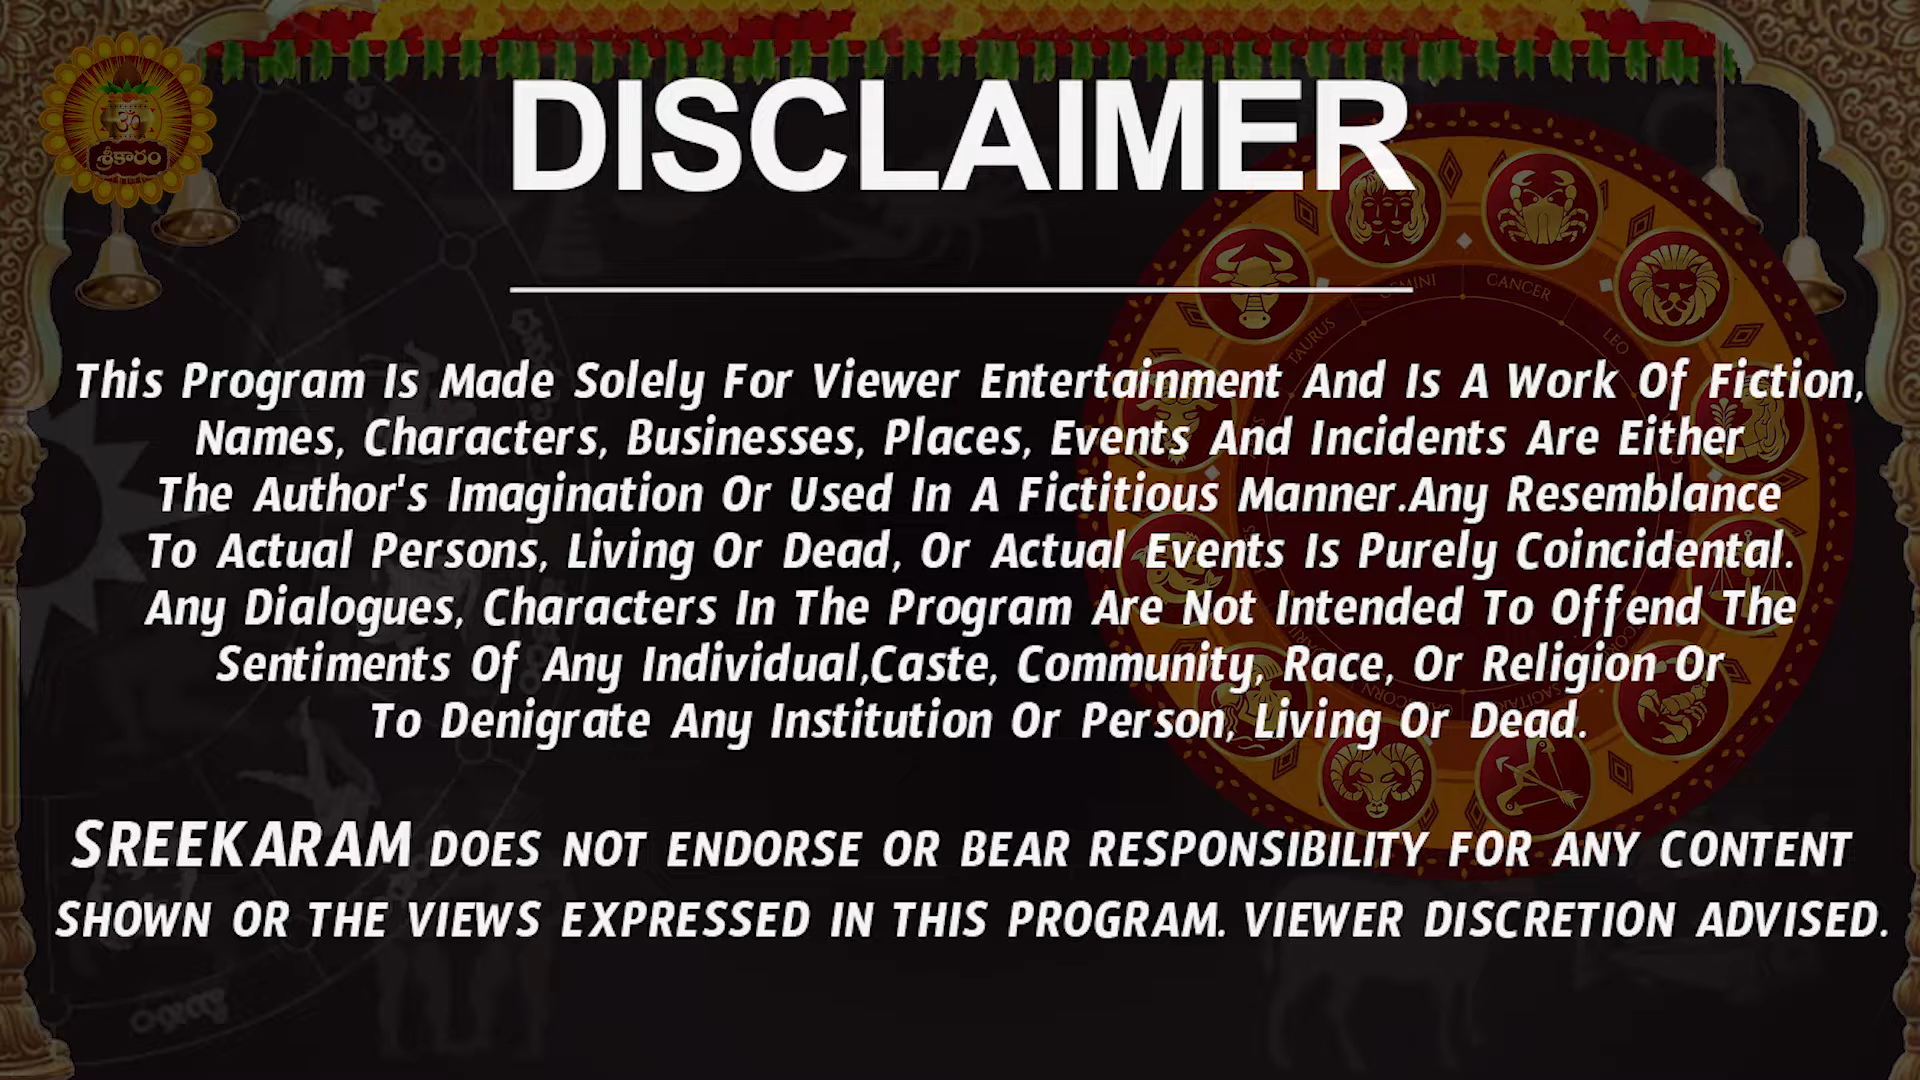 శ్రీకారం
DISCLAIMER
GEMINI
CANCER
TAURUS
LEO
This Program Is Made Solely For Viewer Entertainment And Is A Work Of Fiction,
Names, Characters, Businesses, Places, Events And Incidents Are Either
The Author's Imagination Or Used In A Fictitious Manner.Any Resemblance
To Actual Persons, Living Or Dead, Or Actual Events Is Purely Coincidental.
Any Dialogues, Characters In The Program Are Not Intended To Offend The
Sentiments Of Any Individual,Caste, Community, Race, Or Religion Or
To Denigrate Any Institution Or Person, Living Or Dead.
SREEKARAM DOES NOT ENDORSE OR BEAR RESPONSIBILITY FOR ANY CONTENT
SHOWN OR THE VIEWS EXPRESSED IN THIS PROGRAM. VIEWER DISCRETION ADVISED.